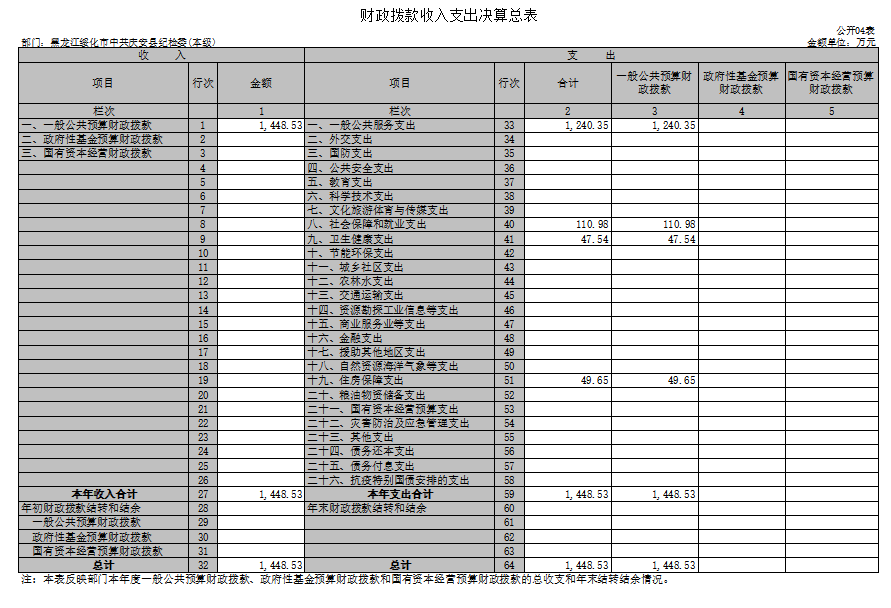 财政拨款收入支出决算总表
公开04表
部门：黑龙江绥化市中共庆安县纪检委(本级) 金额单位：万元
收 入 支 出
项目 行次 金额 项目 行次 合计 一般公共预算财政拨款 政府性基金预算财政拨款 国有资本经营预算财政拨款
栏次 1 栏次 2 3 4 5
一、一般公共预算财政拨款 1 1,448.53 一、一般公共服务支出 33 1,240.35 1,240.35
二、政府性基金预算财政拨款 2 二、外交支出 34
三、国有资本经营财政拨款 3 三、国防支出 35
4 四、公共安全支出 36
5 五、教育支出 37
6 六、科学技术支出 38
7 七、文化旅游体育与传媒支出 39
8 八、社会保障和就业支出 40 110.98 110.98
9 九、卫生健康支出 41 47.54 47.54
10 十、节能环保支出 42
11 十一、城乡社区支出 43
12 十二、农林水支出 44
13 十三、交通运输支出 45
14 十四、资源勘探工业信息等支出 46
15 十五、商业服务业等支出 47
16 十六、金融支出 48
17 十七、援助其他地区支出 49
18 十八、自然资源海洋气象等支出 50
19 十九、住房保障支出 51 49.65 49.65
20 二十、粮油物资储备支出 52
21 二十一、国有资本经营预算支出 53
22 二十二、灾害防治及应急管理支出 54
23 二十三、其他支出 55
24 二十四、债务还本支出 56
25 二十五、债务付息支出 57
26 二十六、抗疫特别国债安排的支出 58
本年收入合计 27 1,448.53 本年支出合计 59 1,448.53 1,448.53
年初财政拨款结转和结余 28 年末财政拨款结转和结余 60
一般公共预算财政拨款 29 61
政府性基金预算财政拨款 30 62
国有资本经营预算财政拨款 31 63
总计 32 1,448.53 总计 64 1,448.53 1,448.53
注：本表反映部门本年度一般公共预算财政拨款、政府性基金预算财政拨款和国有资本经营预算财政拨款的总收支和年末结转结余情况。